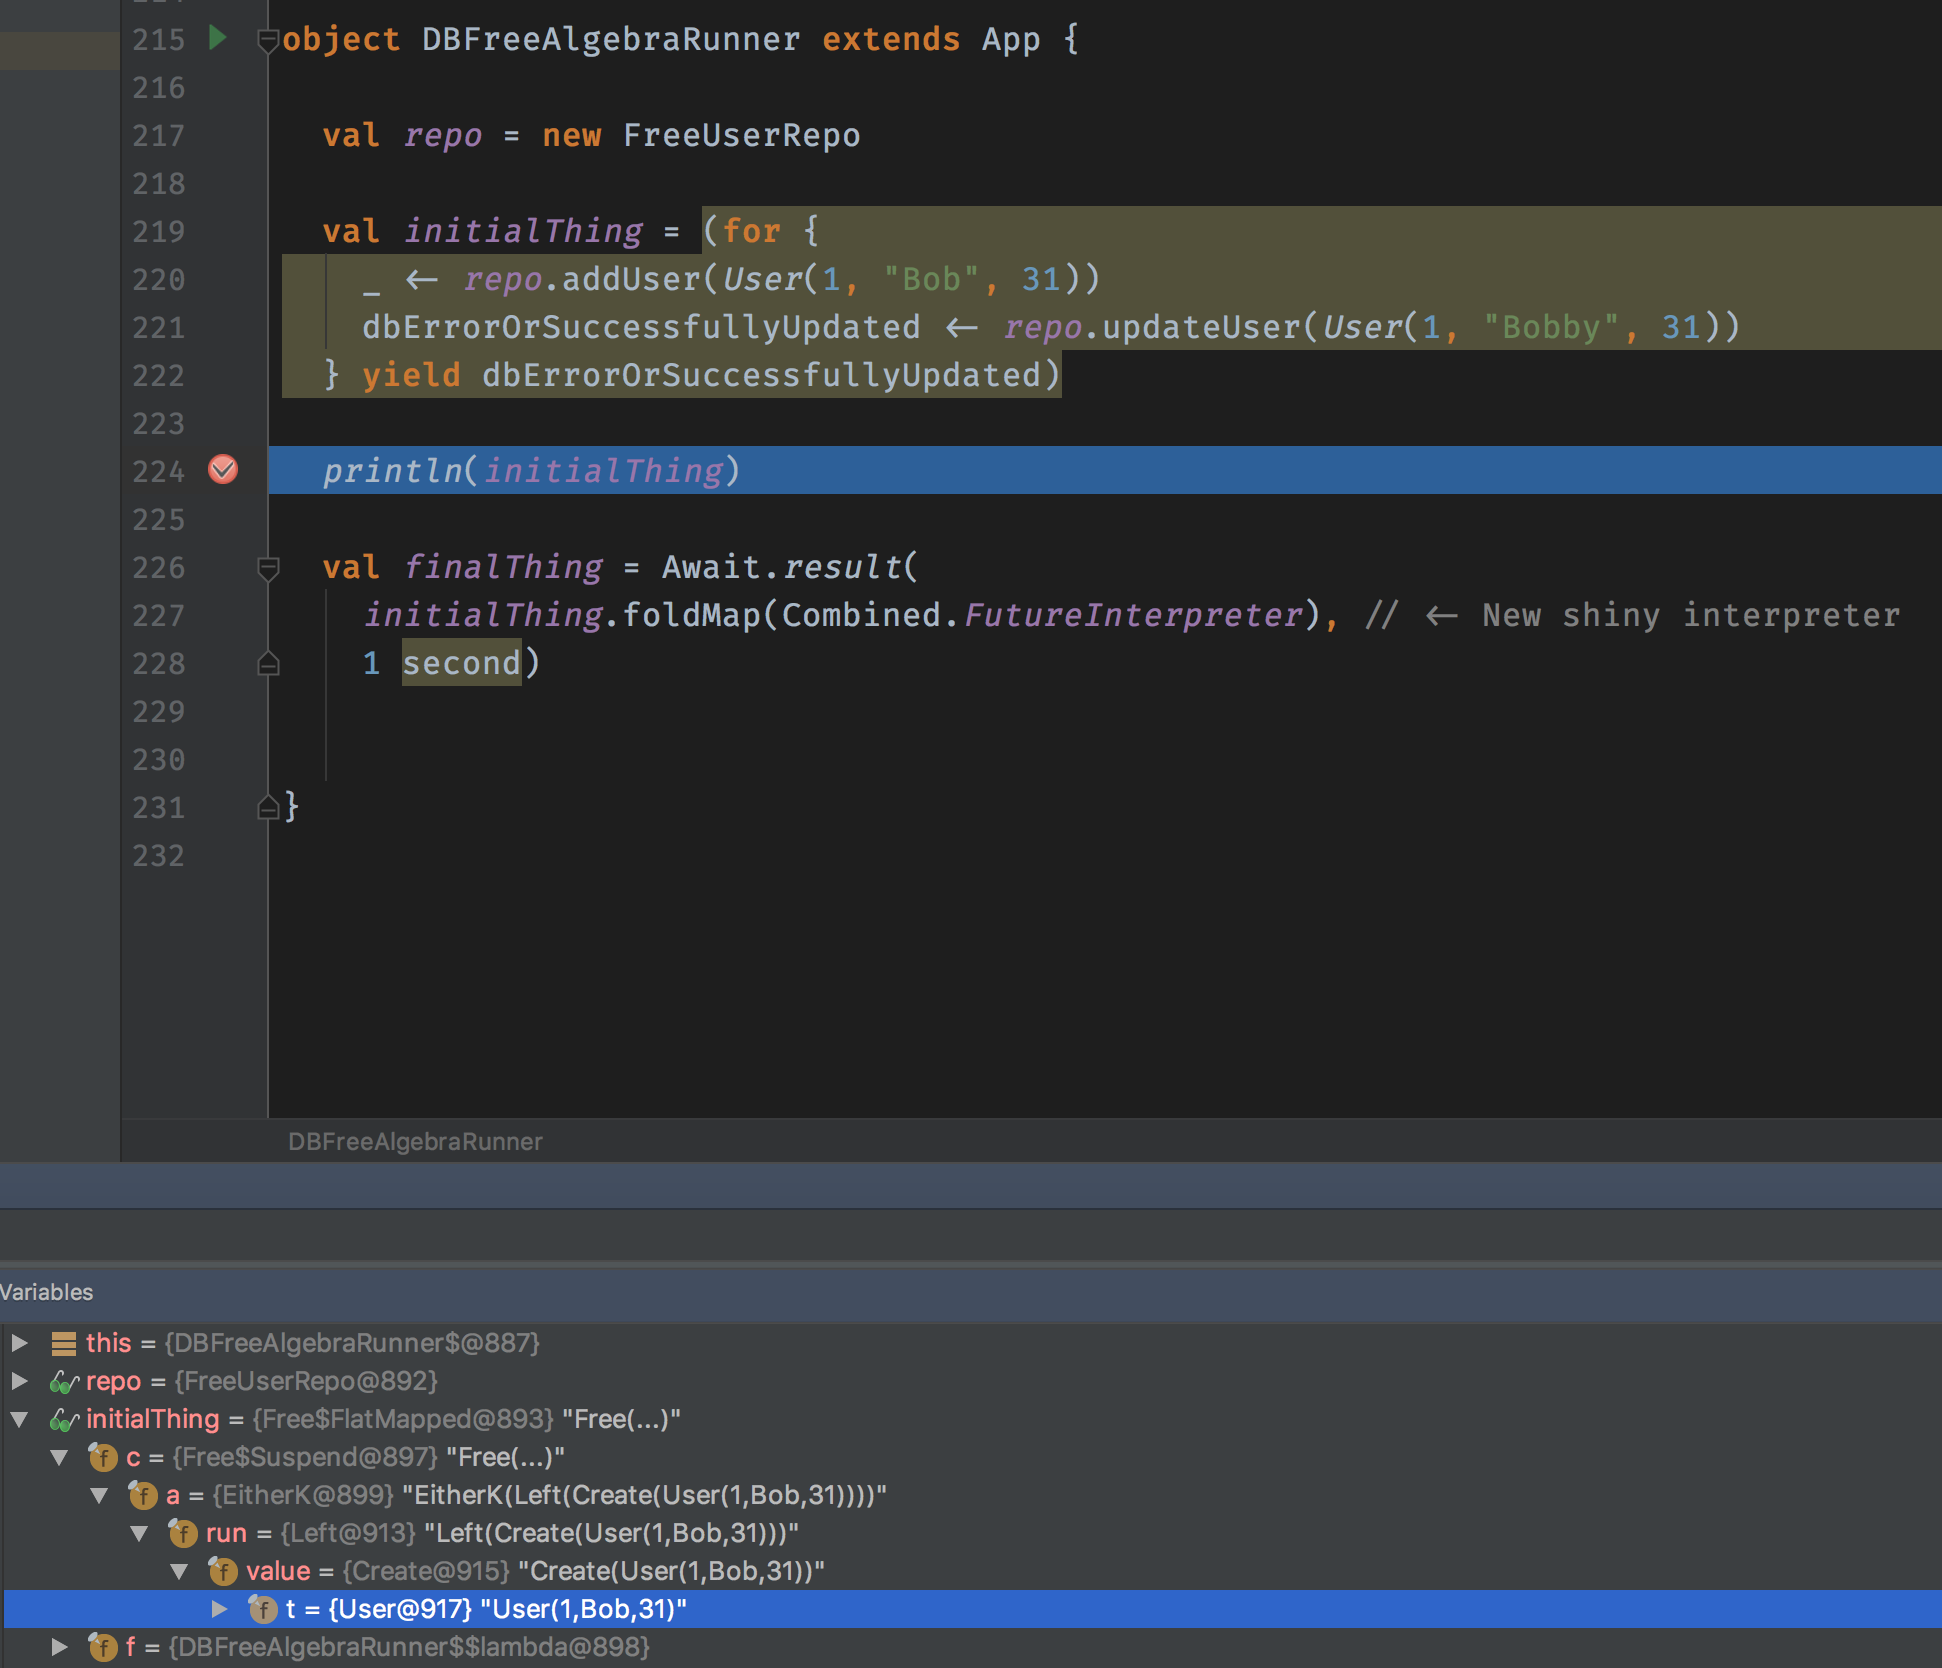 215 object DBFreeAlgebraRunner extends App {
216
217 val repo = new FreeUserRepo
218
219 val initialThing = (for {
220 _ ← repo.addUser(User(1, "Bob", 31))
221 dbErrorOrSuccessfullyUpdated ← repo.updateUser(User(1, "Bobby", 31))
222 } yield dbErrorOrSuccessfullyUpdated)
223
224 println(initialThing)
225
226 val finalThing = Await.result(
227 initialThing.foldMap(Combined.FutureInterpreter), // ← New shiny interpreter
228 1 second)
229
230
231 }
232
DBFreeAlgebraRunner
Variables
this = {DBFreeAlgebraRunner$@887}
repo = {FreeUserRepo@892}
initialThing = {Free$FlatMapped@893} "Free(...)"
f c = {Free$Suspend@897} "Free(...)"
f a = {EitherK@899} "EitherK(Left(Create(User(1,Bob,31))))"
f run = {Left@913} "Left(Create(User(1,Bob,31)))"
f value = {Create@915} "Create(User(1,Bob,31))"
f t = {User@917} "User(1,Bob,31)"
f f = {DBFreeAlgebraRunner$$lambda@898}